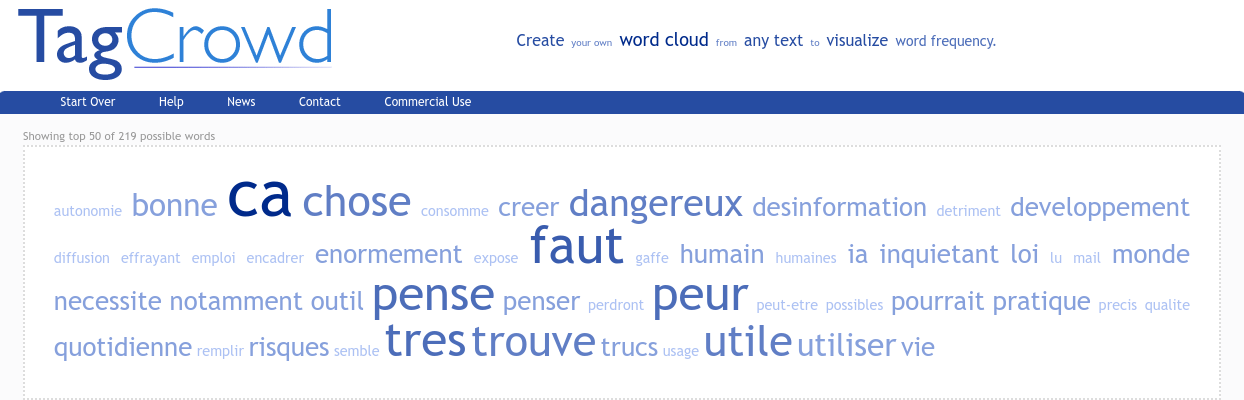 TagCrowd
Create your own word cloud from any text to visualize word frequency.
Start Over Help News Contact Commercial Use
Showing top 50 of 219 possible words
autonomie bonne ca chose consomme creer dangereux desinformation detriment developpement
diffusion effrayant emploi encadrer enormement expose faut gaffe humain humaines ia inquietant loi lu mail monde
necessite notamment outil pense penser perdront peur peut-etre possibles pourrait pratique precis qualite
quotidienne remplir risques semble tres trouve trucs usage utile utiliser vie